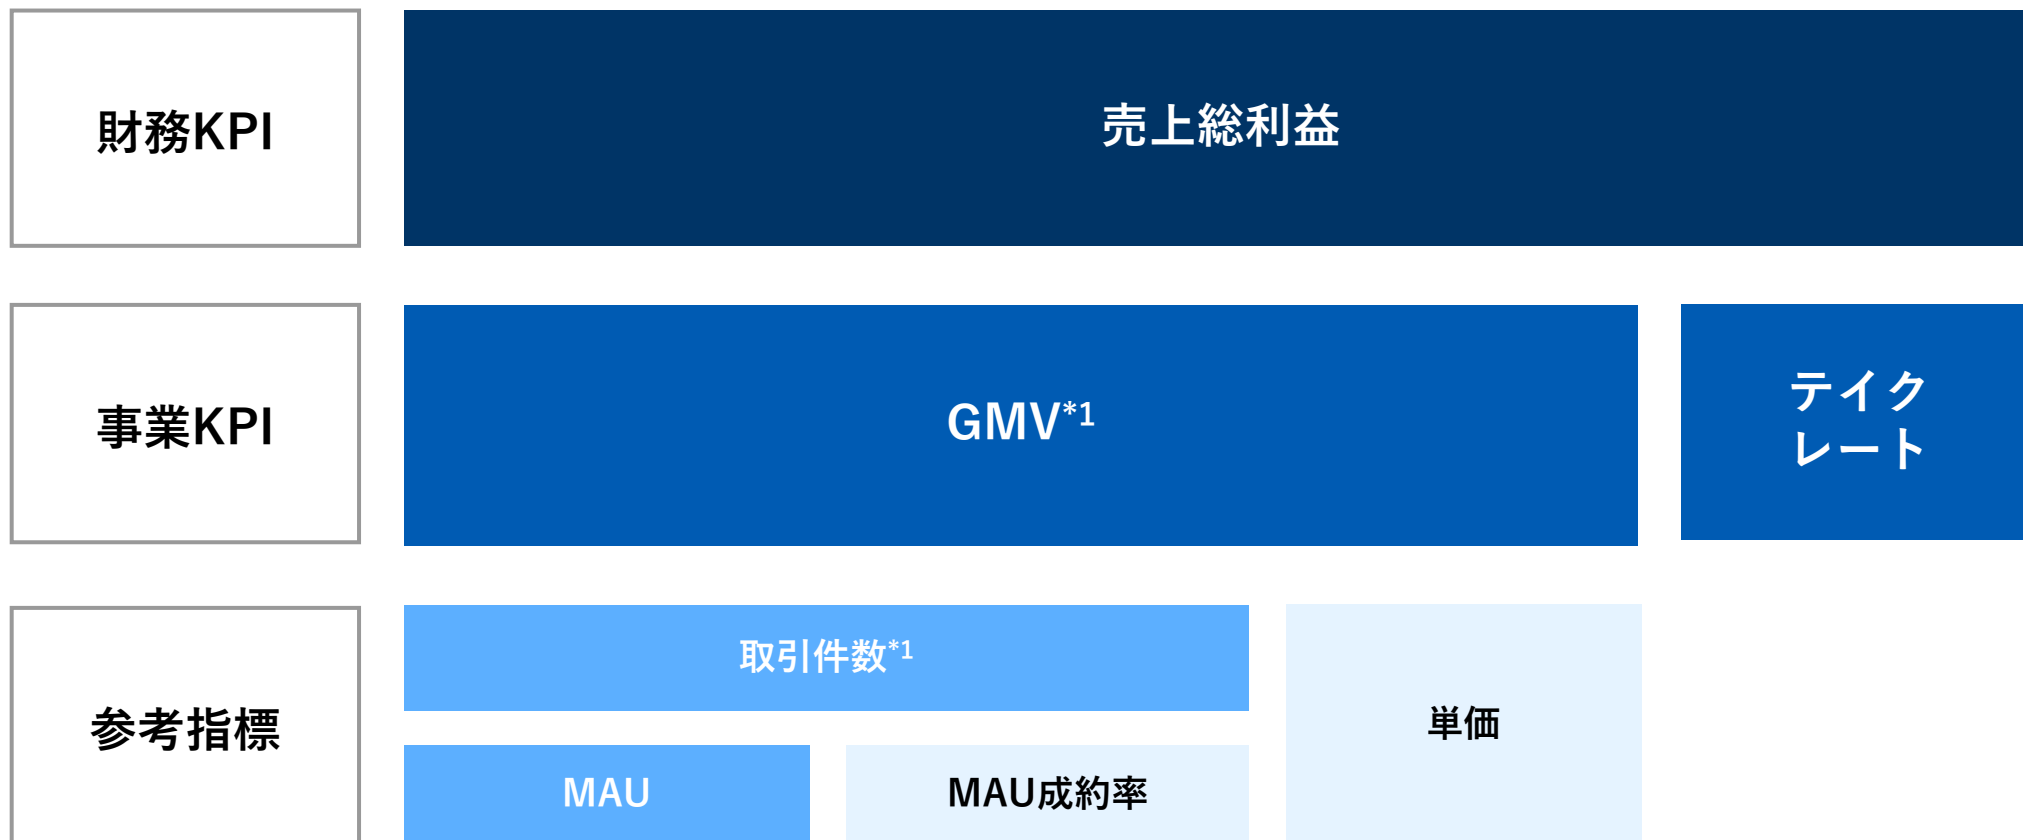 財務KPI
売上総利益
事業KPI
GMV*1
テイク
レート
参考指標
取引件数*1
単価
MAU
MAU成約率